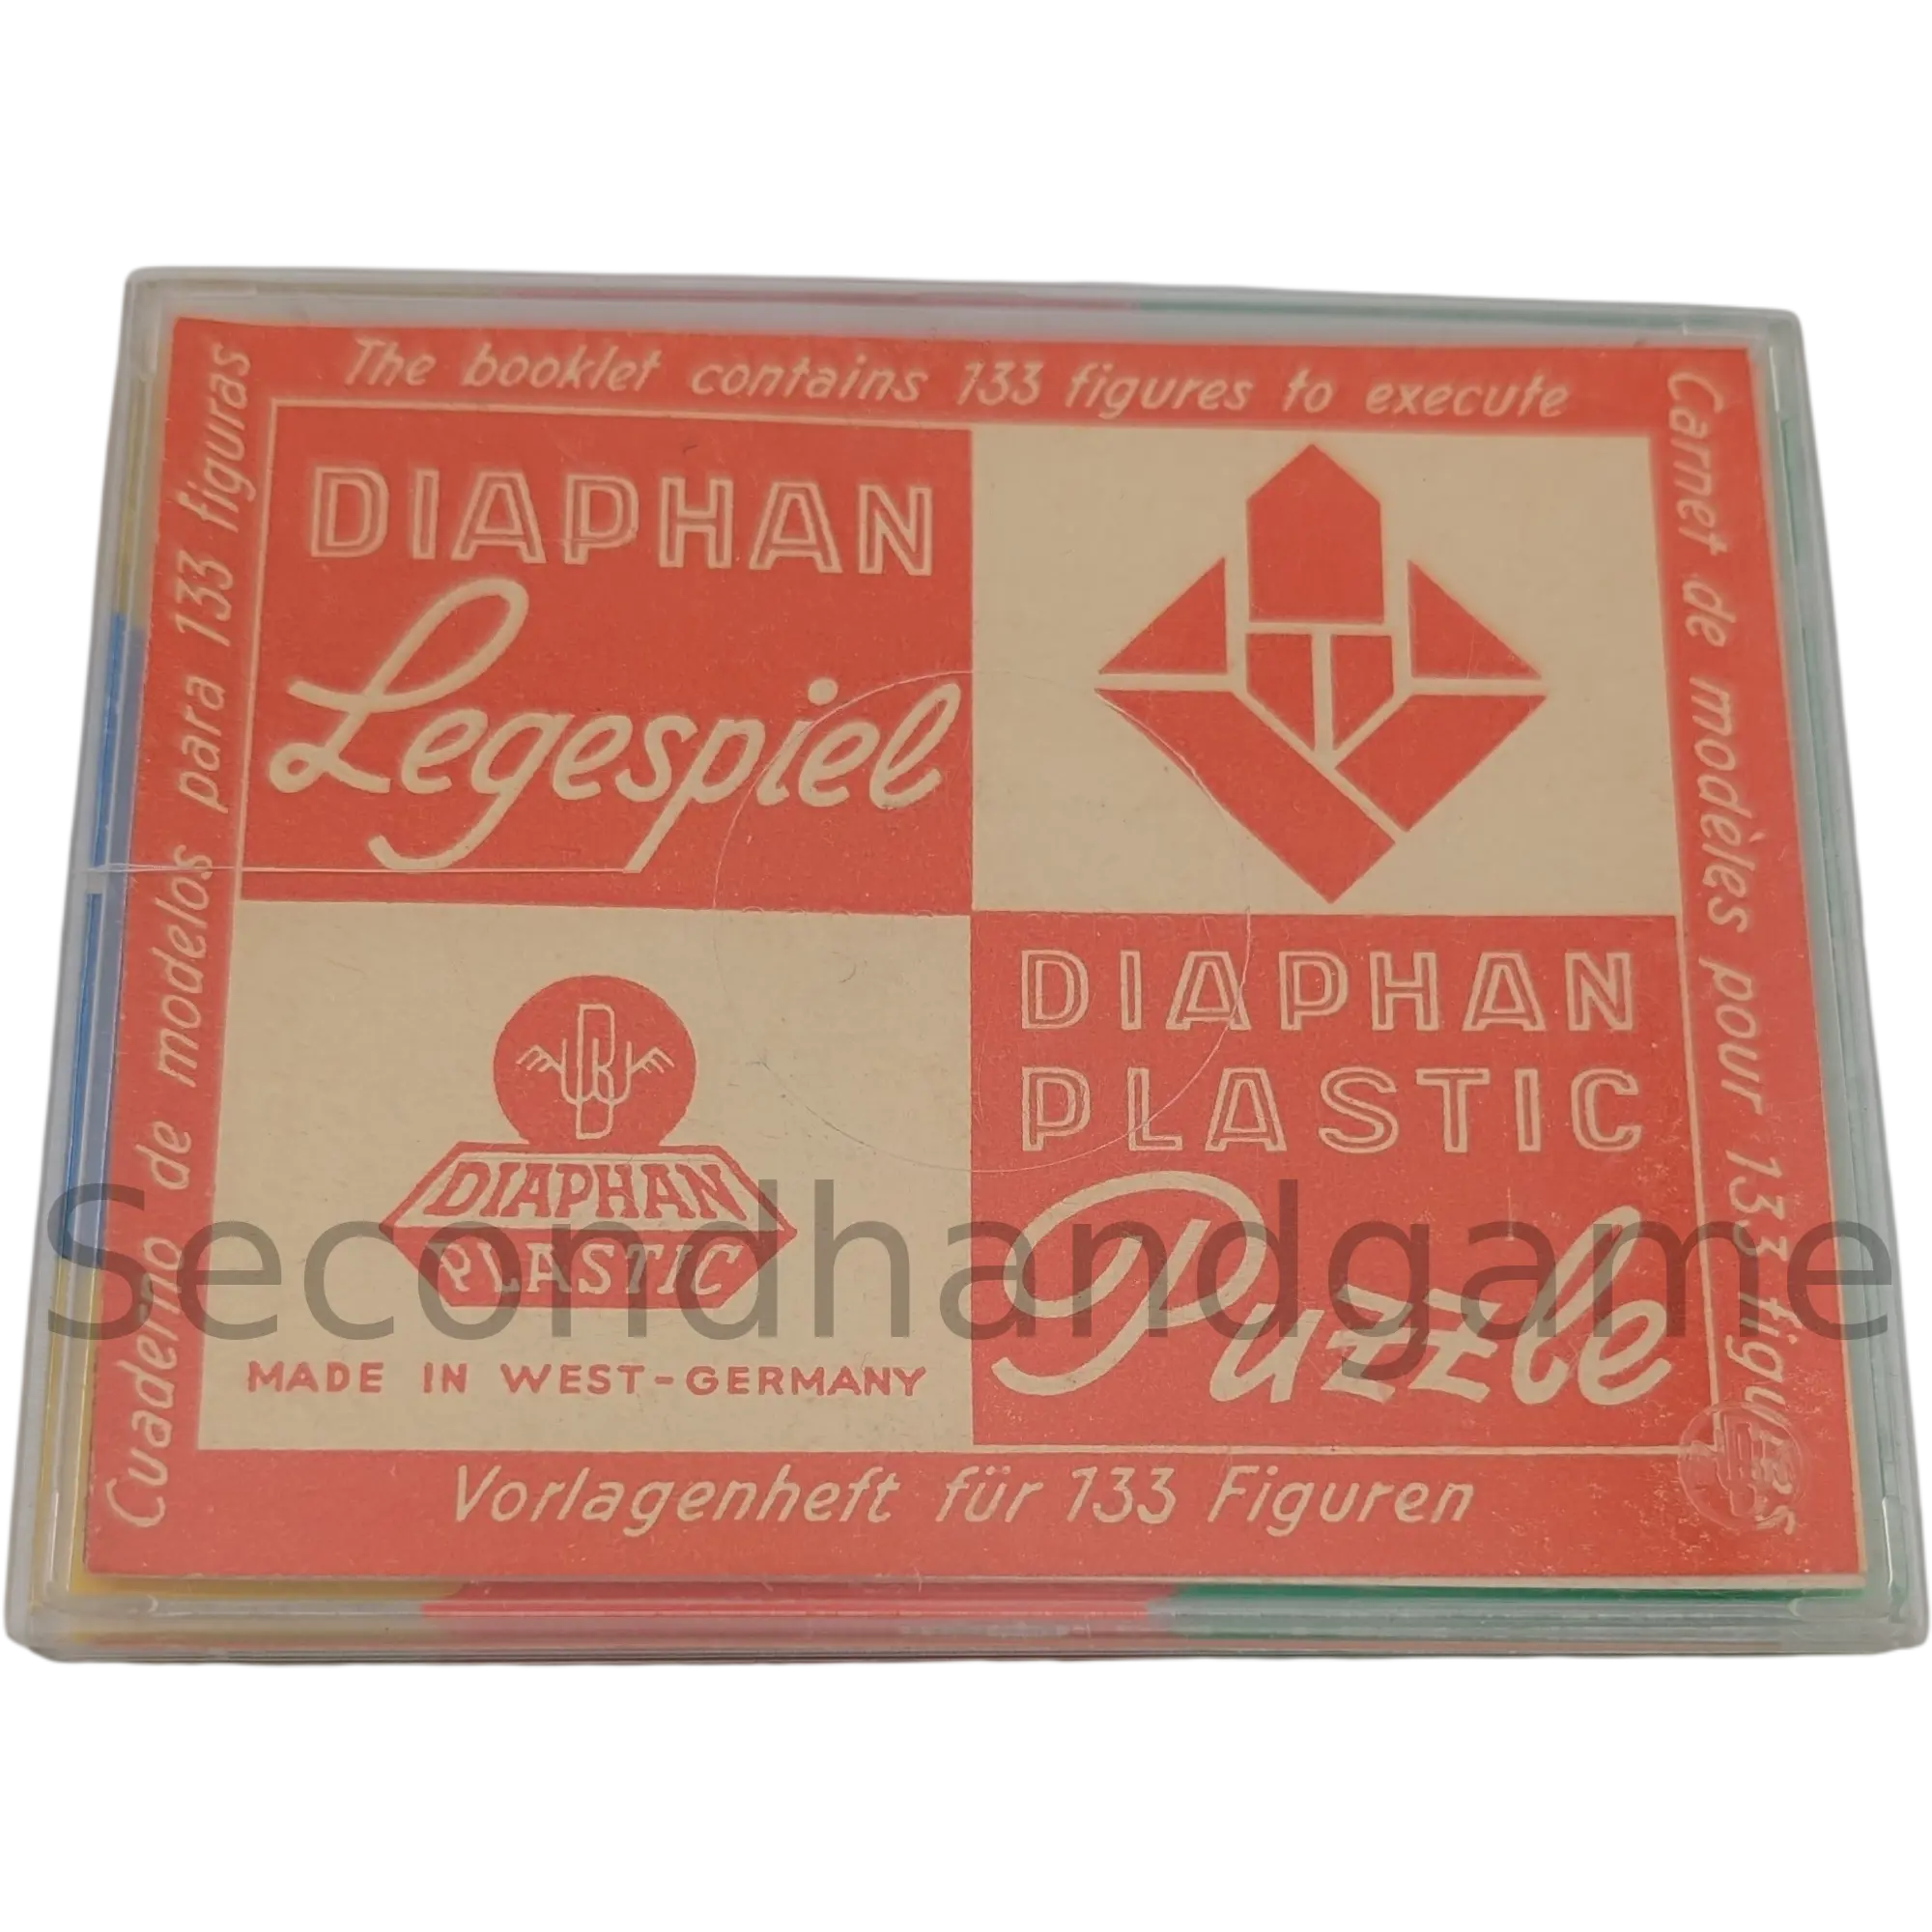 The booklet contains 133 figures to execute
Cuaderno de modelos para 133 figuras
Carnet de modèles pour 133 figures
DIAPHAN
Legespiel
DIAPHAN
PLASTIC
MADE IN WEST-GERMANY
DIAPHAN
PLASTIC
Puzzle
Vorlagenheft für 133 Figuren
Secondhandgame